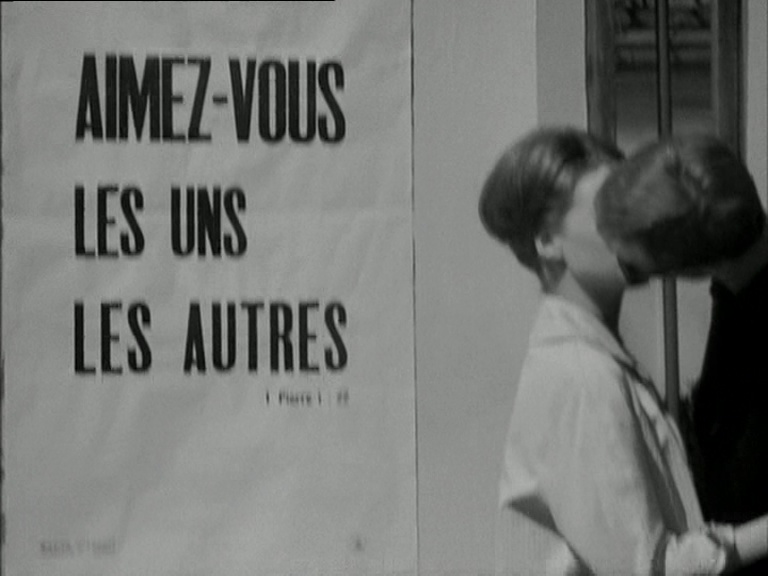 AIMEZ-VOUS
LES UNS
LES AUTRES
1 Pierre 1 : 22